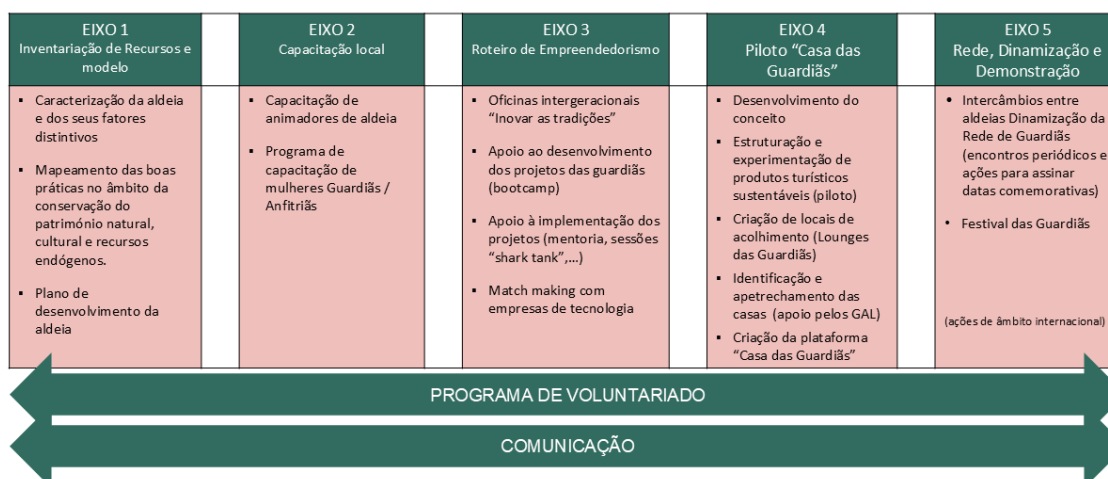 EIXO 1
Inventariação de Recursos e
modelo
▪ Caracterização da aldeia
e dos seus fatores
distintivos
▪ Mapeamento das boas
práticas no âmbito da
conservação do
património natural,
cultural e recursos
endógenos.
▪ Plano de
desenvolvimento da
aldeia
EIXO 2
Capacitação local
▪ Capacitação de
animadores de aldeia
▪ Programa de
capacitação de
mulheres Guardiãs /
Anfitriãs
EIXO 3
Roteiro de Empreendedorismo
▪ Oficinas intergeracionais
“Inovar as tradições”
▪ Apoio ao desenvolvimento
dos projetos das guardiãs
(bootcamp)
▪ Apoio à implementação dos
projetos (mentoria, sessões
“shark tank”,...)
▪ Match making com
empresas de tecnologia
EIXO 4
Piloto “Casa das
Guardiãs”
▪ Desenvolvimento do
conceito
▪ Estruturação e
experimentação de
produtos turísticos
sustentáveis (piloto)
▪ Criação de locais de
acolhimento (Lounges
das Guardiãs)
▪ Identificação e
apetrechamento das
casas (apoio pelos GAL)
▪ Criação da plataforma
“Casa das Guardiãs”
EIXO 5
Rede, Dinamização e
Demonstração
• Intercâmbios entre
aldeias Dinamização da
Rede de Guardiãs
(encontros periódicos e
ações para assinar
datas comemorativas)
• Festival das Guardiãs
(ações de âmbito internacional)
PROGRAMA DE VOLUNTARIADO
COMUNICAÇÃO